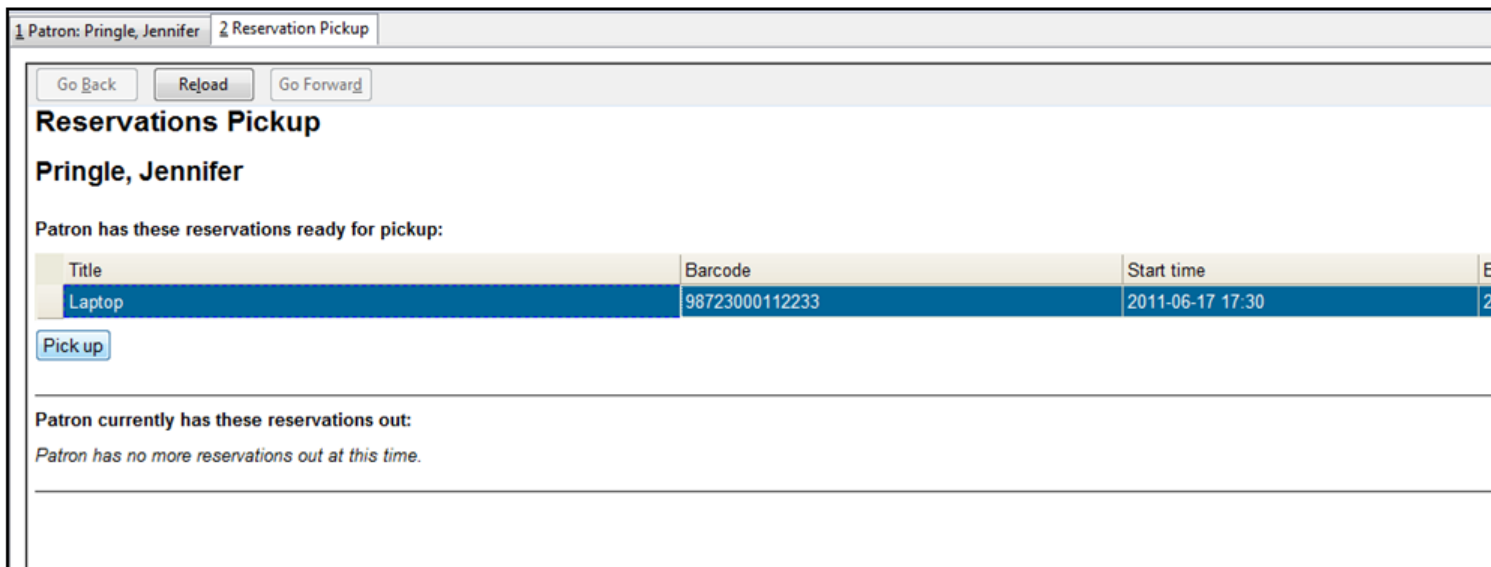 1 Patron: Pringle, Jennifer 2 Reservation Pickup
Go Back Reload Go Forward
Reservations Pickup
Pringle, Jennifer
Patron has these reservations ready for pickup:
Title Barcode Start time E
Laptop 98723000112233 2011-06-17 17:30 2
Pick up
Patron currently has these reservations out:
Patron has no more reservations out at this time.